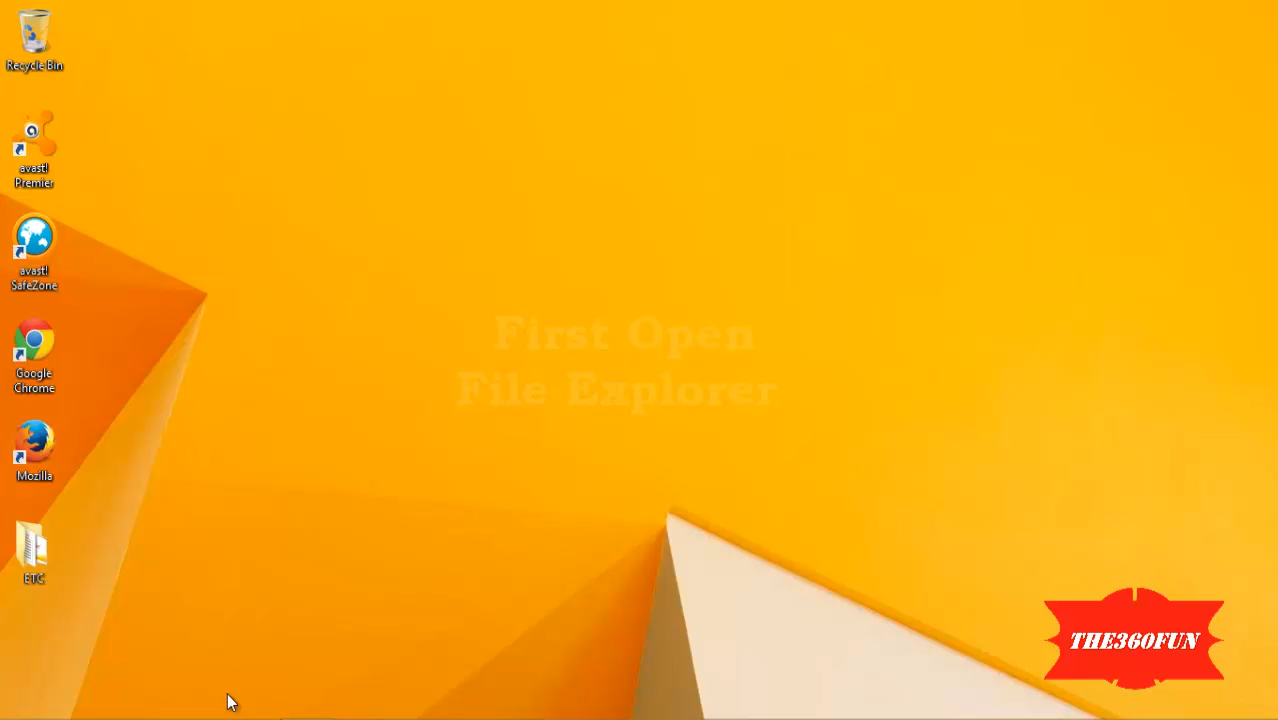 Recycle Bin
avast!
Premier
avast!
SafeZone
Google
Chrome
Mozilla
ETC
First Open
File Explorer
THE360FUN